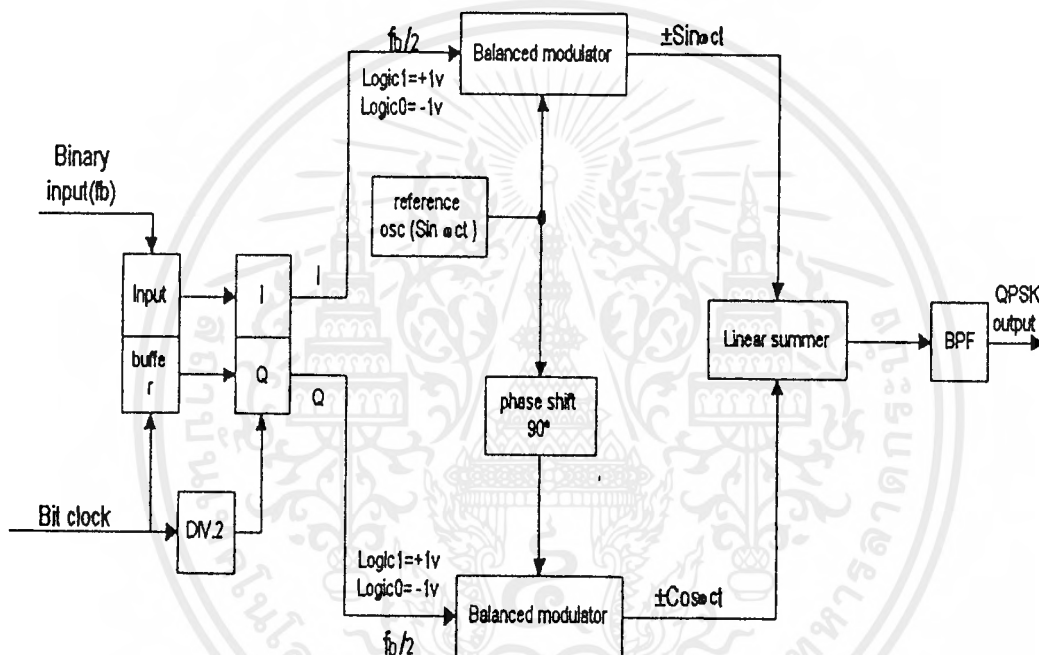 fb/2
Logic1=+1v
Logic0= -1v
Balanced modulator
±Sinωct
Binary
input(fb)
reference
osc (Sin ωct )
Input
buffe
r
I
Q
I
Q
phase shift
90°
Linear summer
BPF
QPSK
output
Bit clock
DIV.2
Logic1=+1v
Logic0= -1v
fb/2
Balanced modulator
±Cosωct